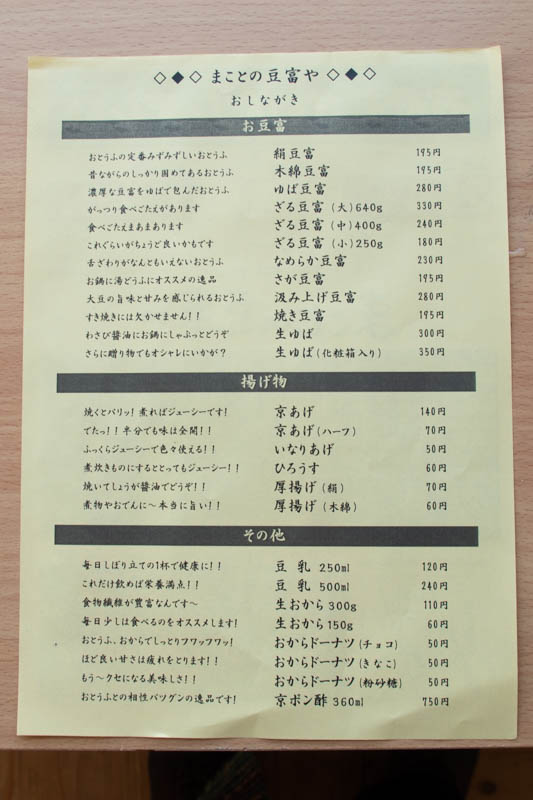 ◇◆◇ まことの豆富や ◇◆◇
おしながき
お豆富
おとうふの定番みずみずしいおとうふ 絹豆富 195円
昔ながらのしっかり固めてあるおとうふ 木綿豆富 195円
濃厚な豆富をゆばで包んだおとうふ ゆば豆富 280円
がっつり食べごたえがあります ざる豆富(大)640g 330円
食べごたえまあまあります ざる豆富(中)400g 240円
これぐらいがちょうど良いかもです ざる豆富(小)250g 180円
舌ざわりがなんともいえないおとうふ なめらか豆富 230円
お鍋に湯どうふにオススメの逸品 さが豆富 195円
大豆の旨味と甘みを感じられるおとうふ 汲み上げ豆富 280円
すき焼きには欠かせません!! 焼き豆富 195円
わさび醤油にお鍋にしゃぶっとどうぞ 生ゆば 300円
さらに贈り物でもオシャレにいかが? 生ゆば(化粧箱入り) 350円
揚げ物
焼くとパリッ!煮ればジューシーです! 京あげ 140円
でたっ!!半分でも味は全開!! 京あげ(ハーフ) 70円
ふっくらジューシーで色々使える!! いなりあげ 50円
煮炊きものにするととってもジューシー!! ひろうす 60円
焼いてしょうが醤油でどうぞ!! 厚揚げ(絹) 70円
煮物やおでんに~本当に旨い!! 厚揚げ(木綿) 60円
その他
毎日しぼり立ての1杯で健康に!! 豆 乳 250ml 120円
これだけ飲めば栄養満点!! 豆 乳 500ml 240円
食物繊維が豊富なんです~ 生おから300g 110円
毎日少しは食べるのをオススメします! 生おから150g 60円
おとうふ、おからでしっとりフワッフワッ! おからドーナツ(チョコ) 50円
ほど良い甘さは疲れをとります!! おからドーナツ(きなこ) 50円
もう~クセになる美味しさ!! おからドーナツ(粉砂糖) 50円
おとうふとの相性バツグンの逸品です! 京ポン酢 360ml 750円